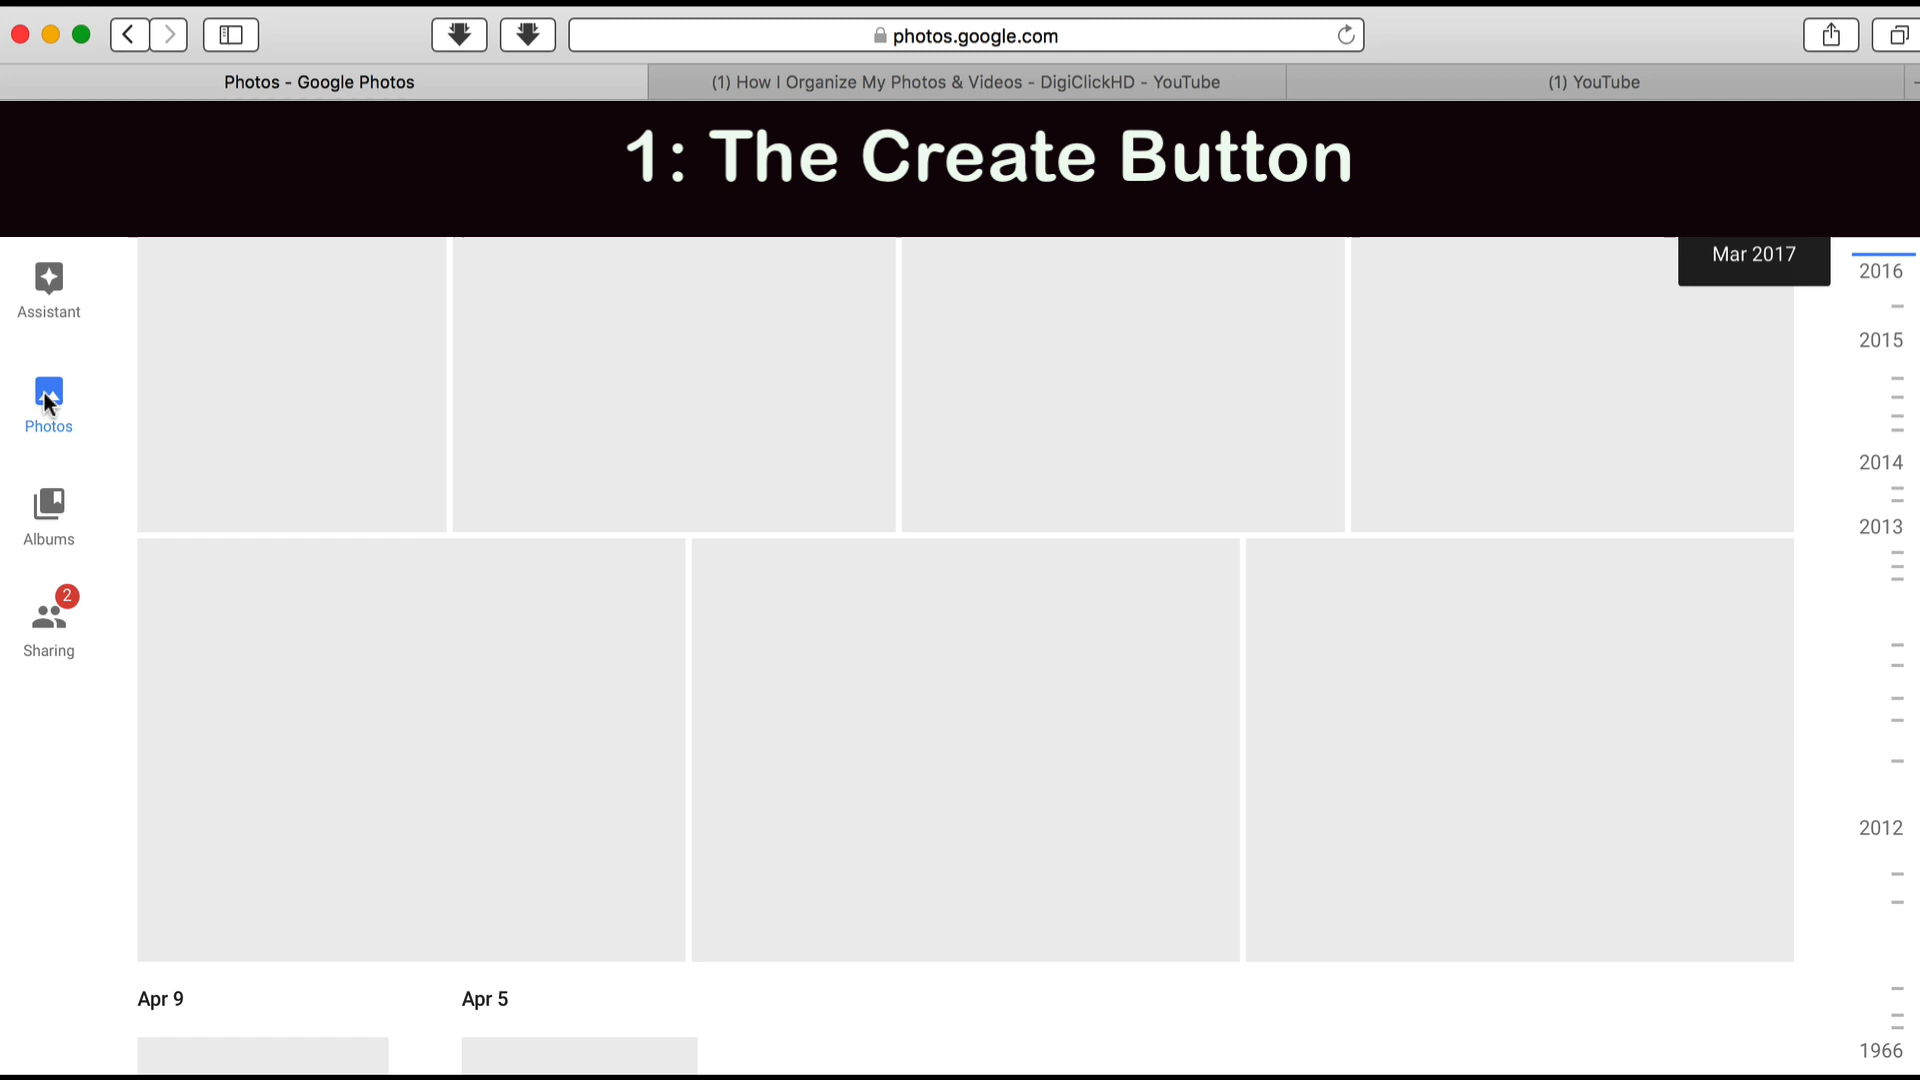 photos.google.com
Photos - Google Photos
(1) How I Organize My Photos & Videos - DigiClickHD - YouTube
(1) YouTube
1: The Create Button
Mar 2017
2016
Assistant
2015
Photos
2014
2013
Albums
2
Sharing
2012
Apr 9
Apr 5
1966